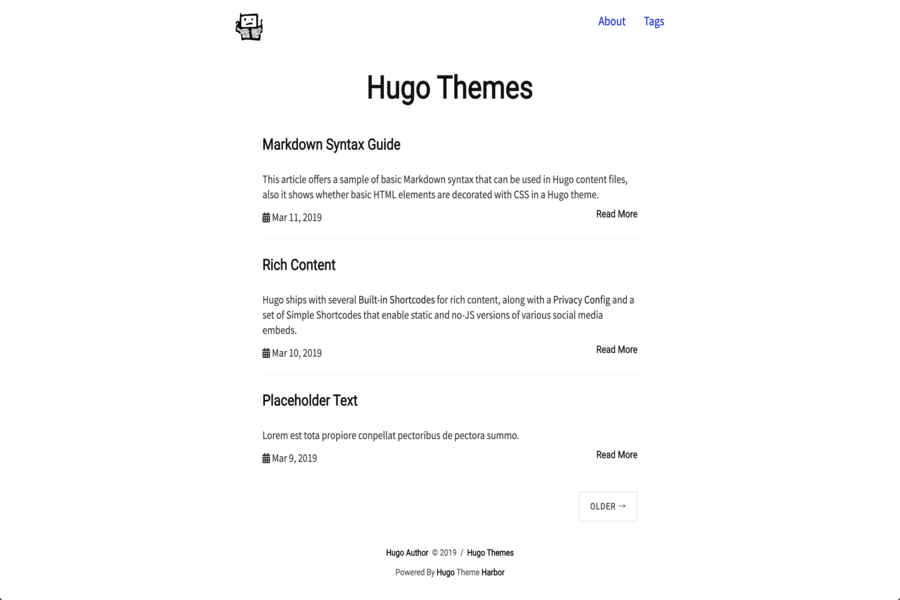 About Tags
Hugo Themes
Markdown Syntax Guide
This article offers a sample of basic Markdown syntax that can be used in Hugo content files,
also it shows whether basic HTML elements are decorated with CSS in a Hugo theme.
Mar 11, 2019 Read More
Rich Content
Hugo ships with several Built-in Shortcodes for rich content, along with a Privacy Config and a
set of Simple Shortcodes that enable static and no-JS versions of various social media
embeds.
Mar 10, 2019 Read More
Placeholder Text
Lorem est tota propiore conpellat pectoribus de pectora summo.
Mar 9, 2019 Read More
OLDER →
Hugo Author © 2019 / Hugo Themes
Powered By Hugo Theme Harbor